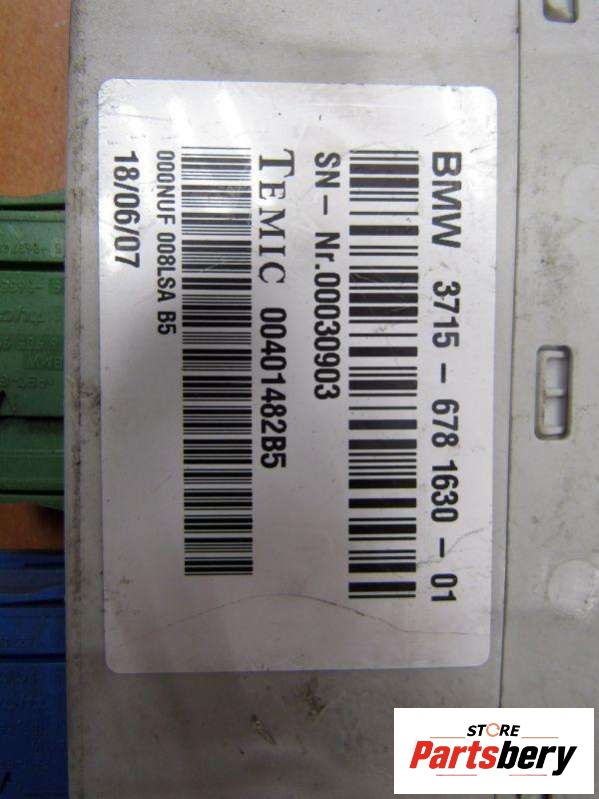 BMW 3715 - 678 1630 - 01
SN- Nr.00030903
TEMIC 00401482B5
000NUF 008LSA B5
18/06/07
STORE
Partsbery